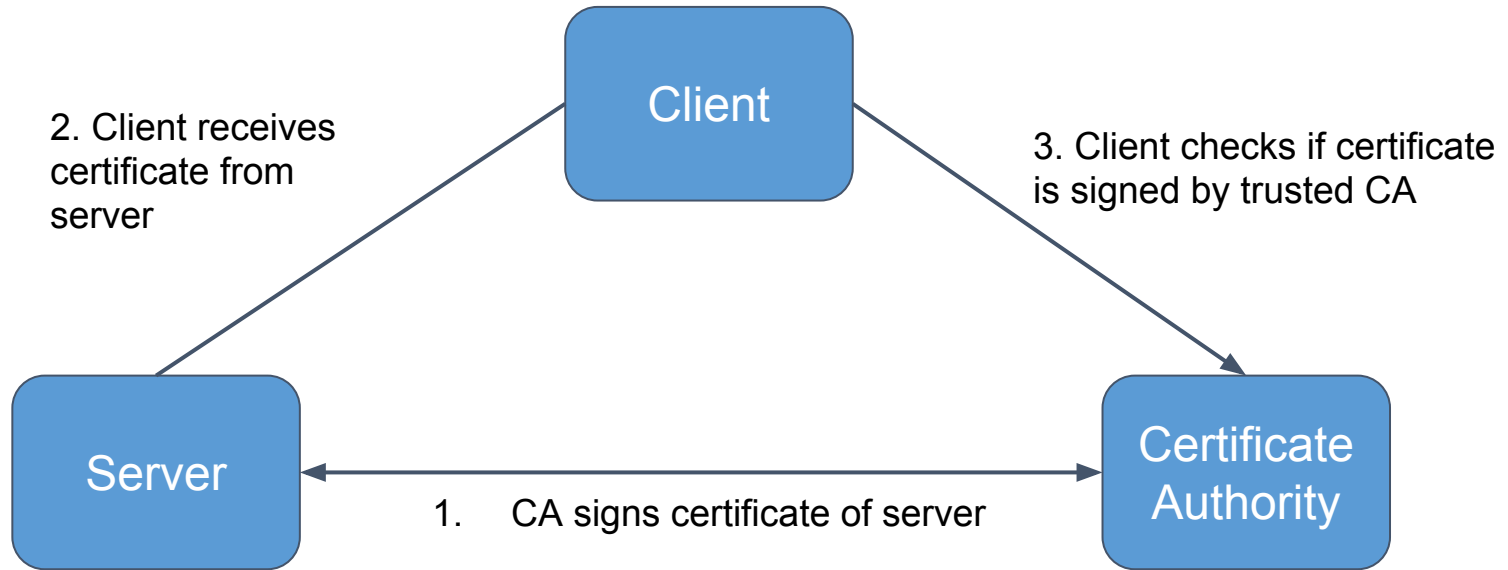 Client
2. Client receives
certificate from
server
3. Client checks if certificate
is signed by trusted CA
Server
Certificate
Authority
1. CA signs certificate of server